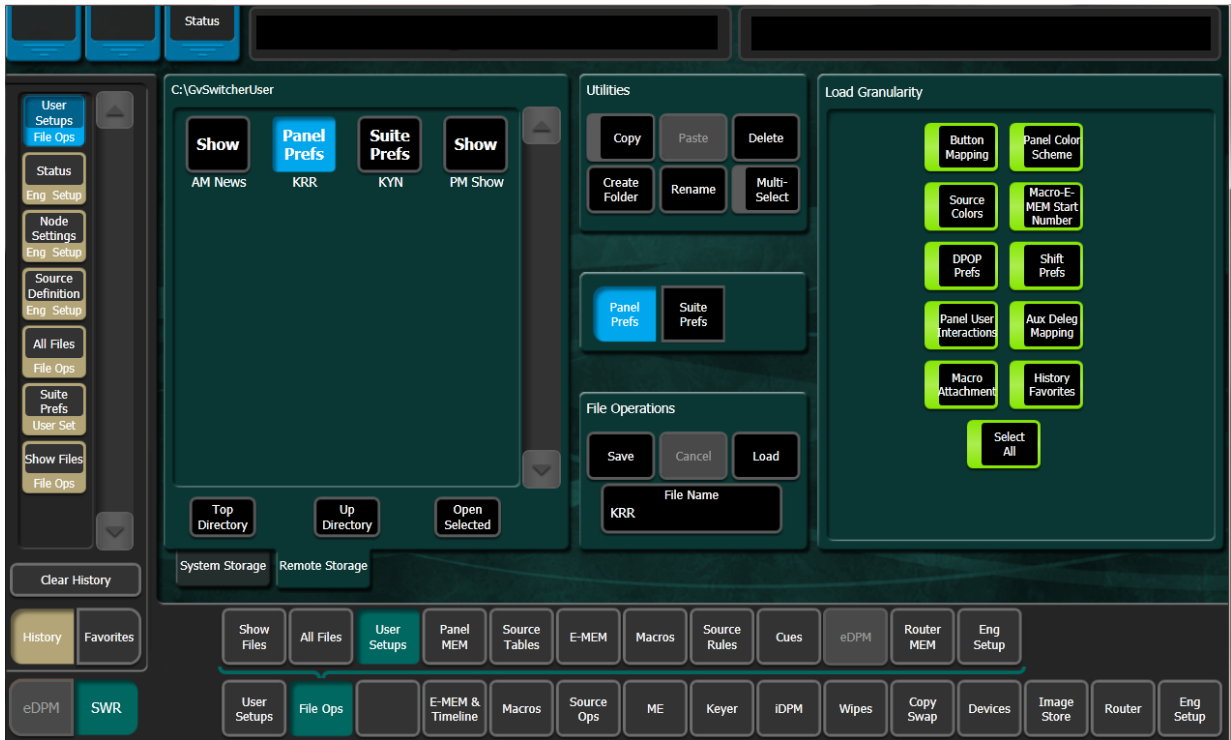 Status
User
Setups
File Ops
Status
Eng Setup
Node
Settings
Eng Setup
Source
Definition
Eng Setup
All Files
File Ops
Suite
Prefs
User Set
Show Files
File Ops
Clear History
History
Favorites
eDPM
SWR
C:\GvSwitcherUser
Show
AM News
Panel
Prefs
KRR
Suite
Prefs
KYN
Show
PM Show
Top
Directory
Up
Directory
Open
Selected
System Storage
Remote Storage
Utilities
Copy
Paste
Delete
Create
Folder
Rename
Multi-
Select
Panel
Prefs
Suite
Prefs
File Operations
Save
Cancel
Load
File Name
KRR
Load Granularity
Button
Mapping
Panel Color
Scheme
Source
Colors
Macro-E-
MEM Start
Number
DPOP
Prefs
Shift
Prefs
Panel User
Interactions
Aux Deleg
Mapping
Macro
Attachment
History
Favorites
Select
All
Show
Files
All Files
User
Setups
Panel
MEM
Source
Tables
E-MEM
Macros
Source
Rules
Cues
eDPM
Router
MEM
Eng
Setup
User
Setups
File Ops
E-MEM &
Timeline
Macros
Source
Ops
ME
Keyer
iDPM
Wipes
Copy
Swap
Devices
Image
Store
Router
Eng
Setup